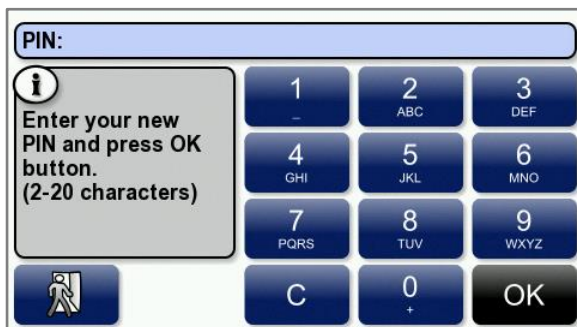 PIN:
i
Enter your new
PIN and press OK
button.
(2-20 characters)
1 2 3
_ ABC DEF
4 5 6
GHI JKL MNO
7 8 9
PQRS TUV WXYZ
C 0 OK
+